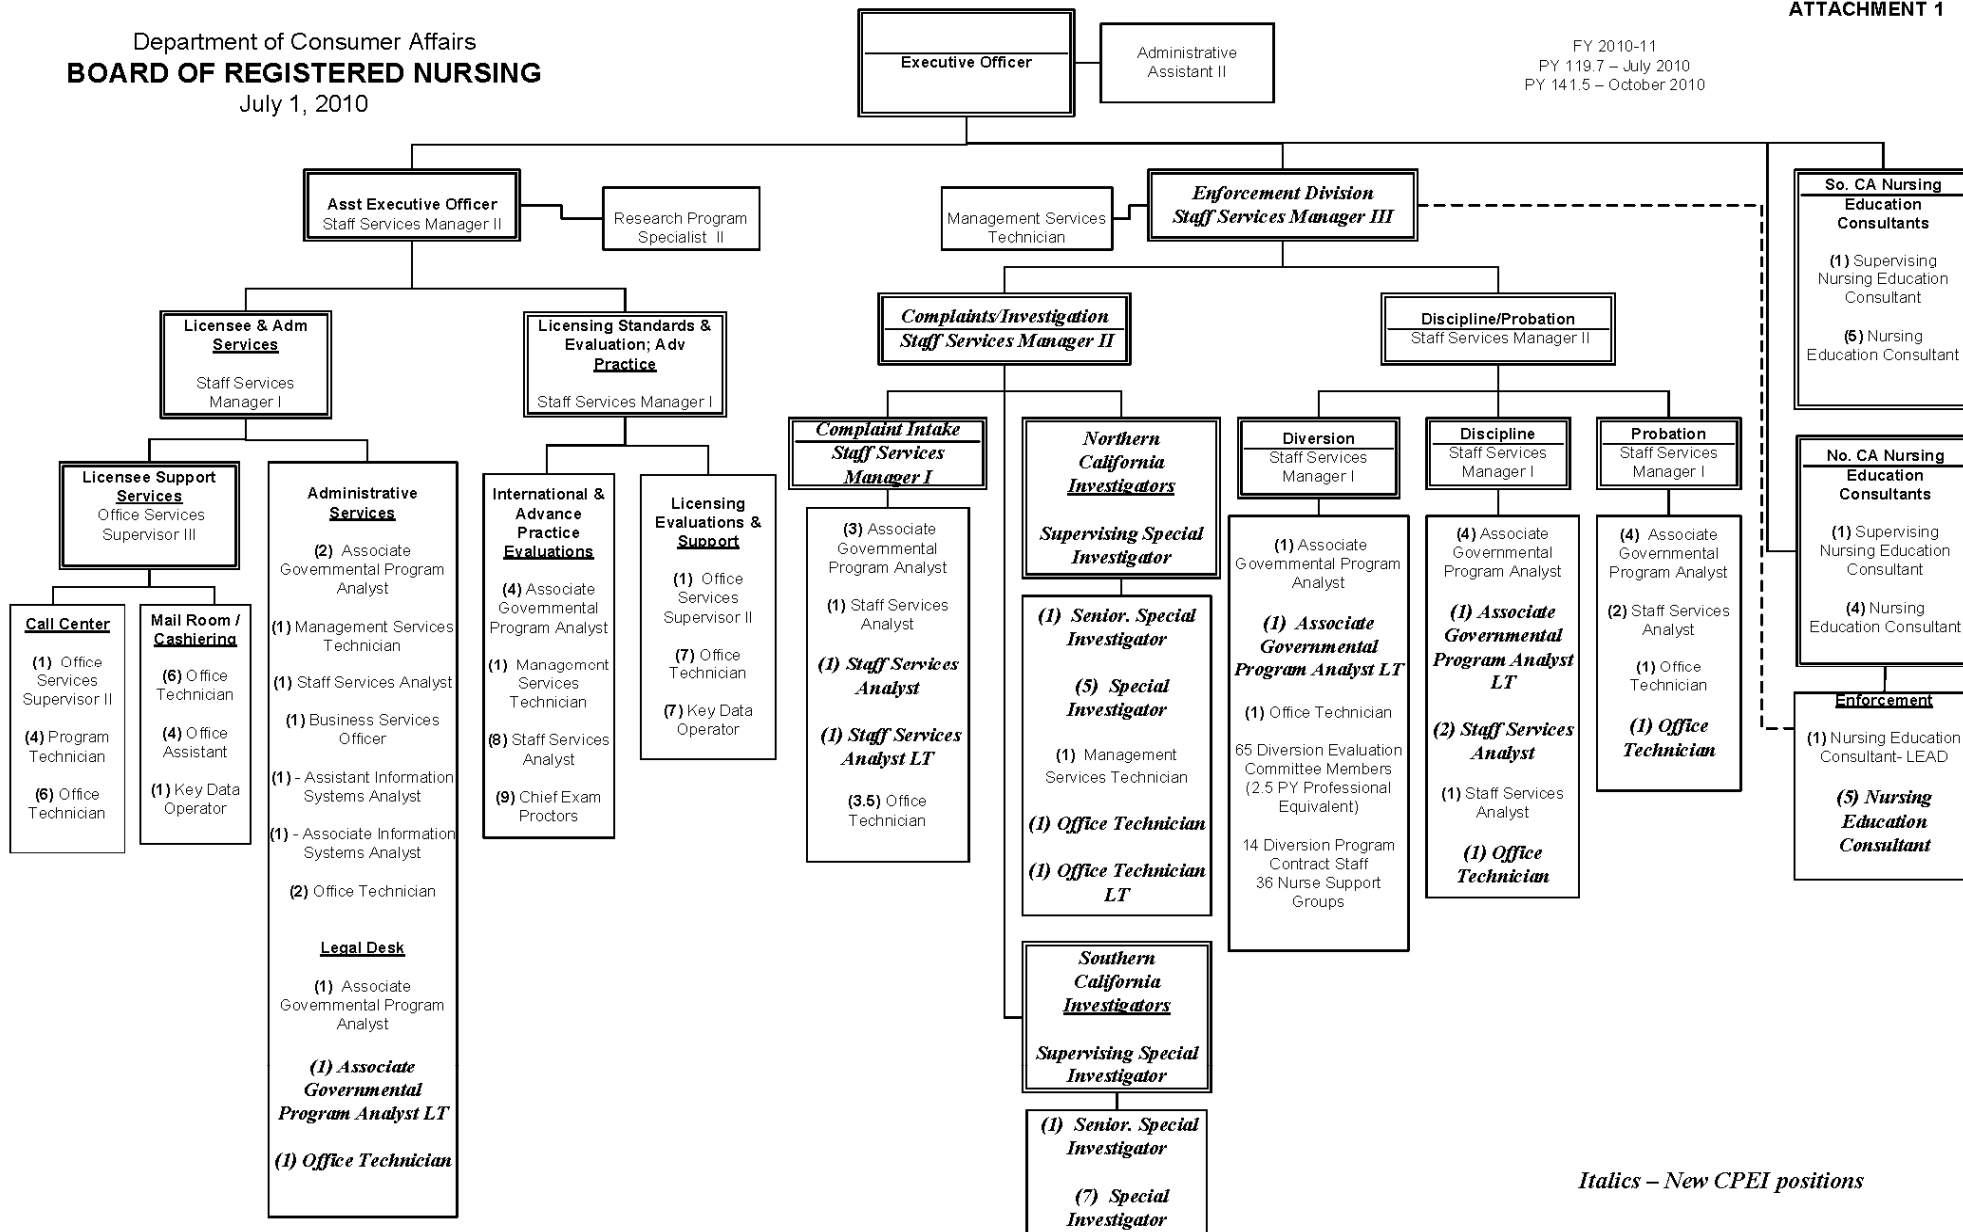 ATTACHMENT 1
Department of Consumer Affairs
BOARD OF REGISTERED NURSING
July 1, 2010
Executive Officer
Administrative
Assistant II
FY 2010-11
PY 119.7 – July 2010
PY 141.5 – October 2010
Asst Executive Officer
Staff Services Manager II
Research Program
Specialist II
Management Services
Technician
Enforcement Division
Staff Services Manager III
So. CA Nursing
Education
Consultants
(1) Supervising
Nursing Education
Consultant
(5) Nursing
Education Consultant
Licensee & Adm
Services
Staff Services
Manager I
Licensing Standards &
Evaluation; Adv
Practice
Staff Services Manager I
Complaints/Investigation
Staff Services Manager II
Discipline/Probation
Staff Services Manager II
Licensee Support
Services
Office Services
Supervisor III
Call Center
(1) Office
Services
Supervisor II
(4) Program
Technician
(6) Office
Technician
Mail Room /
Cashiering
(6) Office
Technician
(4) Office
Assistant
(1) Key Data
Operator
Administrative
Services
(2) Associate
Governmental Program
Analyst
(1) Management Services
Technician
(1) Staff Services Analyst
(1) Business Services
Officer
(1) - Assistant Information
Systems Analyst
(1) - Associate Information
Systems Analyst
(2) Office Technician
Legal Desk
(1) Associate
Governmental Program
Analyst
(1) Associate
Governmental
Program Analyst LT
(1) Office Technician
International &
Advance
Practice
Evaluations
(4) Associate
Governmental
Program Analyst
(1) Management
Services
Technician
(8) Staff Services
Analyst
(9) Chief Exam
Proctors
Licensing
Evaluations &
Support
(1) Office
Services
Supervisor II
(7) Office
Technician
(7) Key Data
Operator
Complaint Intake
Staff Services
Manager I
(3) Associate
Governmental
Program Analyst
(1) Staff Services
Analyst
(1) Staff Services
Analyst
(1) Staff Services
Analyst LT
(3.5) Office
Technician
Northern
California
Investigators
Supervising Special
Investigator
(1) Senior. Special
Investigator
(5) Special
Investigator
(1) Management
Services Technician
(1) Office Technician
(1) Office Technician
LT
Southern
California
Investigators
Supervising Special
Investigator
(1) Senior. Special
Investigator
(7) Special
Investigator
Diversion
Staff Services
Manager I
(1) Associate
Governmental Program
Analyst
(1) Associate
Governmental
Program Analyst LT
(1) Office Technician
65 Diversion Evaluation
Committee Members
(2.5 PY Professional
Equivalent)
14 Diversion Program
Contract Staff
36 Nurse Support
Groups
Discipline
Staff Services
Manager I
(4) Associate
Governmental
Program Analyst
(1) Associate
Governmental
Program Analyst
LT
(2) Staff Services
Analyst
(1) Staff Services
Analyst
(1) Office
Technician
Probation
Staff Services
Manager I
(4) Associate
Governmental
Program Analyst
(2) Staff Services
Analyst
(1) Office
Technician
(1) Office
Technician
No. CA Nursing
Education
Consultants
(1) Supervising
Nursing Education
Consultant
(4) Nursing
Education Consultant
Enforcement
(1) Nursing Education
Consultant- LEAD
(5) Nursing
Education
Consultant
Italics – New CPEI positions